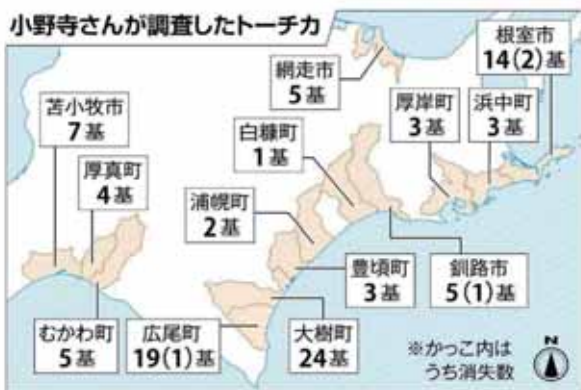 小野寺さんが調査したトーチカ
根室市
14(2)基
網走市
5基
厚岸町
3基
浜中町
3基
苫小牧市
7基
白糠町
1基
厚真町
4基
浦幌町
2基
豊頃町
3基
釧路市
5(1)基
むかわ町
5基
広尾町
19(1)基
大樹町
24基
※かっこ内は
うち消失数
N